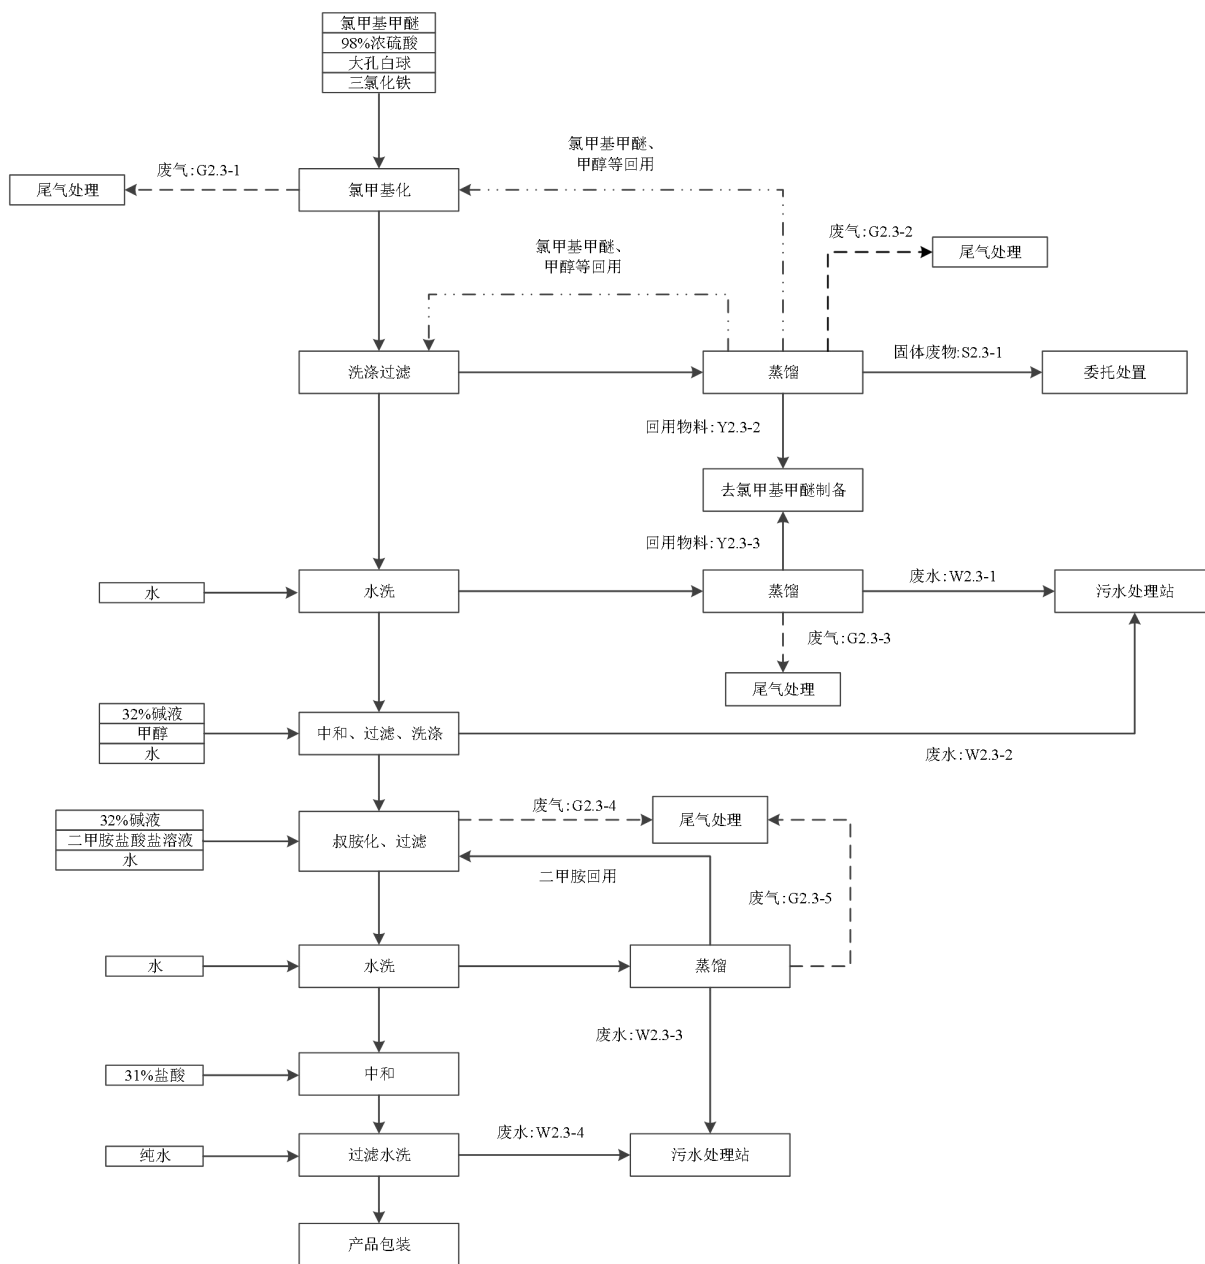 氯甲基甲醚
98%浓硫酸
大孔白球
三氯化铁
氯甲基甲醚、
甲醇等回用
废气:G2.3-1
尾气处理
氯甲基化
废气:G2.3-2
氯甲基甲醚、
甲醇等回用
尾气处理
固体废物:S2.3-1
洗涤过滤
蒸馏
委托处置
回用物料:Y2.3-2
去氯甲基甲醚制备
回用物料:Y2.3-3
废水:W2.3-1
水
水洗
蒸馏
污水处理站
废气:G2.3-3
尾气处理
32%碱液
甲醇
水
中和、过滤、洗涤
废水:W2.3-2
废气:G2.3-4
尾气处理
32%碱液
二甲胺盐酸盐溶液
水
叔胺化、过滤
二甲胺回用
废气:G2.3-5
水
水洗
蒸馏
废水:W2.3-3
31%盐酸
中和
废水:W2.3-4
纯水
过滤水洗
污水处理站
产品包装